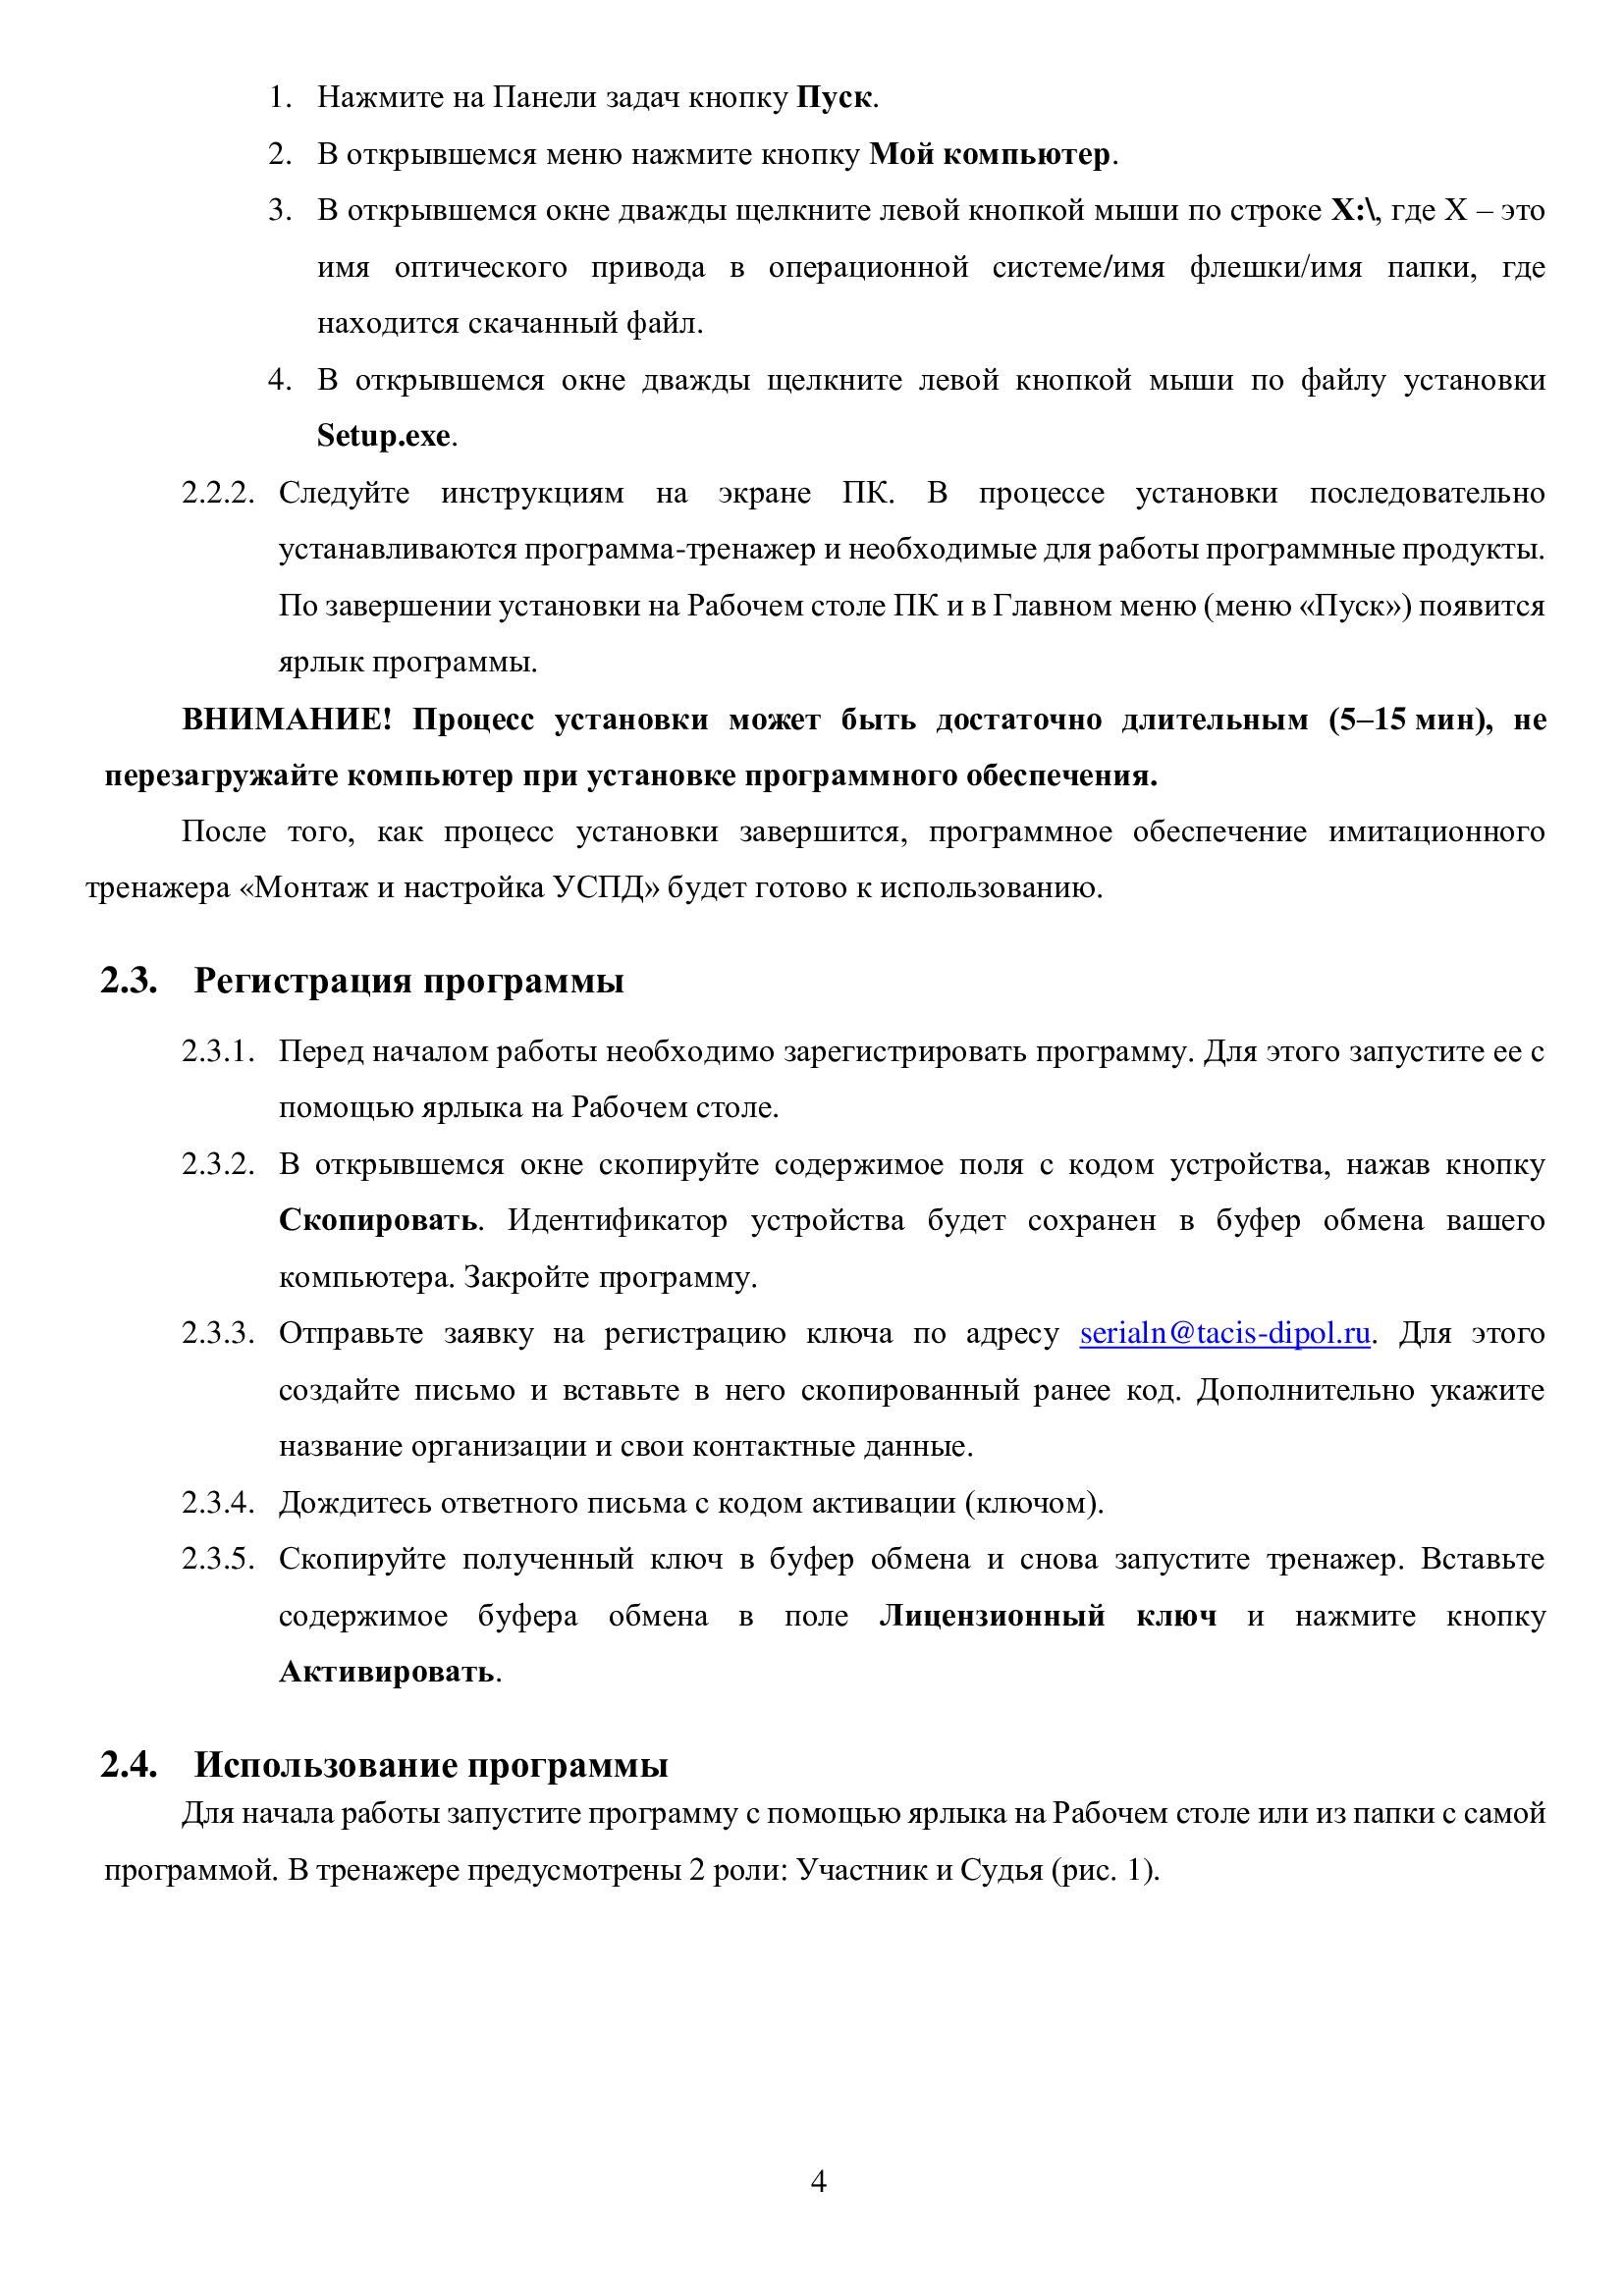 1. Нажмите на Панели задач кнопку Пуск.
2. В открывшемся меню нажмите кнопку Мой компьютер.
3. В открывшемся окне дважды щелкните левой кнопкой мыши по строке X:\, где X – это
имя оптического привода в операционной системе/имя флешки/имя папки, где
находится скачанный файл.
4. В открывшемся окне дважды щелкните левой кнопкой мыши по файлу установки
Setup.exe.
2.2.2. Следуйте инструкциям на экране ПК. В процессе установки последовательно
устанавливаются программа-тренажер и необходимые для работы программные продукты.
По завершении установки на Рабочем столе ПК и в Главном меню (меню «Пуск») появится
ярлык программы.
ВНИМАНИЕ! Процесс установки может быть достаточно длительным (5–15 мин), не
перезагружайте компьютер при установке программного обеспечения.
После того, как процесс установки завершится, программное обеспечение имитационного
тренажера «Монтаж и настройка УСПД» будет готово к использованию.
2.3. Регистрация программы
2.3.1. Перед началом работы необходимо зарегистрировать программу. Для этого запустите ее с
помощью ярлыка на Рабочем столе.
2.3.2. В открывшемся окне скопируйте содержимое поля с кодом устройства, нажав кнопку
Скопировать. Идентификатор устройства будет сохранен в буфер обмена вашего
компьютера. Закройте программу.
2.3.3. Отправьте заявку на регистрацию ключа по адресу serialn@tacis-dipol.ru. Для этого
создайте письмо и вставьте в него скопированный ранее код. Дополнительно укажите
название организации и свои контактные данные.
2.3.4. Дождитесь ответного письма с кодом активации (ключом).
2.3.5. Скопируйте полученный ключ в буфер обмена и снова запустите тренажер. Вставьте
содержимое буфера обмена в поле Лицензионный ключ и нажмите кнопку
Активировать.
2.4. Использование программы
Для начала работы запустите программу с помощью ярлыка на Рабочем столе или из папки с самой
программой. В тренажере предусмотрены 2 роли: Участник и Судья (рис. 1).
4